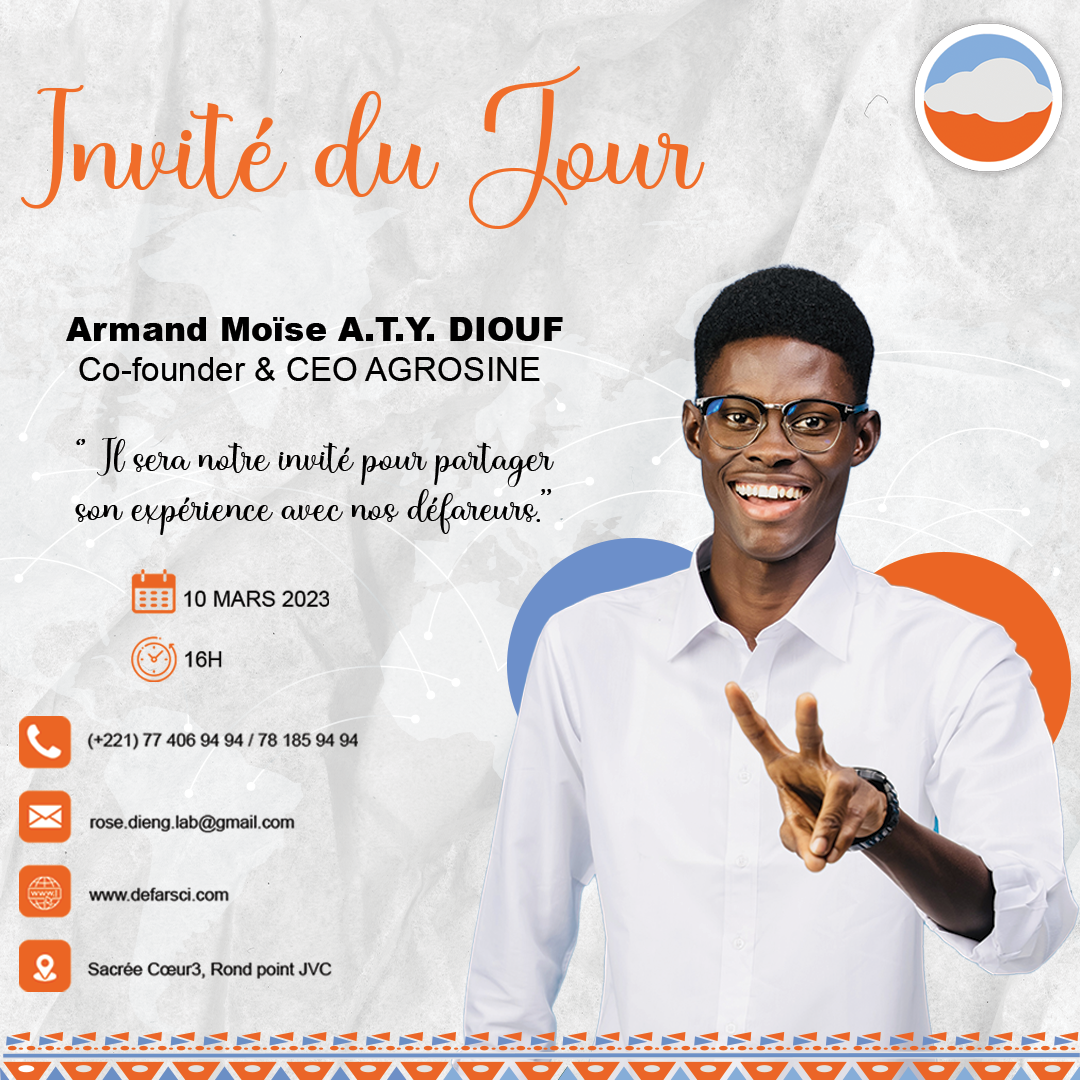 Invité du Jour
Armand Moïse A.T.Y. DIOUF
Co-founder & CEO AGROSINE
“ Il sera notre invité pour partager
son expérience avec nos défareurs.”
10 MARS 2023
16H
(+221) 77 406 94 94 / 78 185 94 94
rose.dieng.lab@gmail.com
www.defarsci.com
Sacrée Cœur3, Rond point JVC